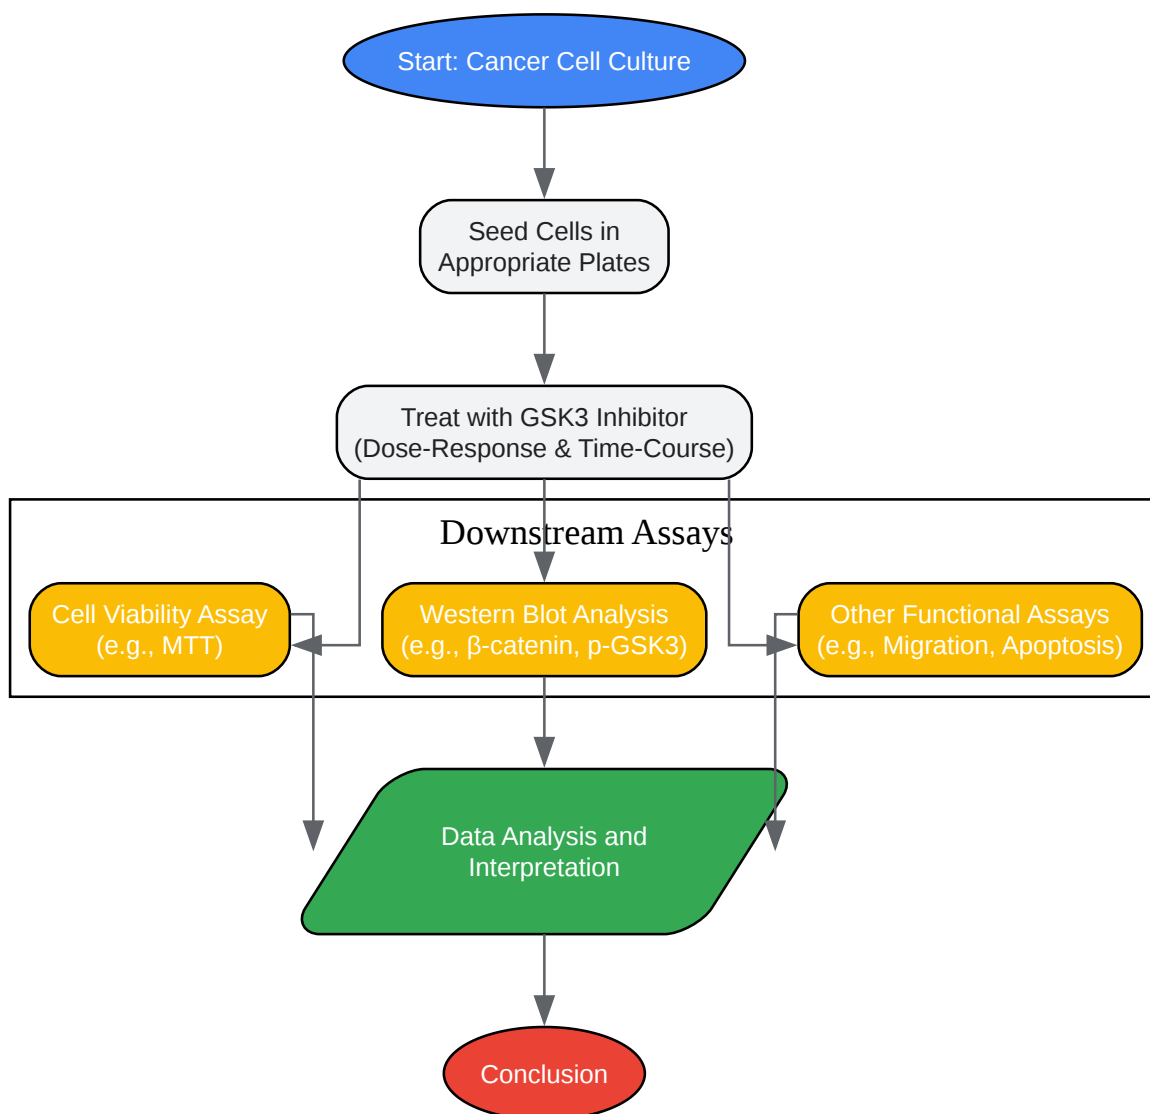 Start: Cancer Cell Culture
Seed Cells in
Appropriate Plates
Treat with GSK3 Inhibitor
(Dose-Response & Time-Course)
Downstream Assays
Cell Viability Assay
(e.g., MTT)
Western Blot Analysis
(e.g., β-catenin, p-GSK3)
Other Functional Assays
(e.g., Migration, Apoptosis)
Data Analysis and
Interpretation
Conclusion